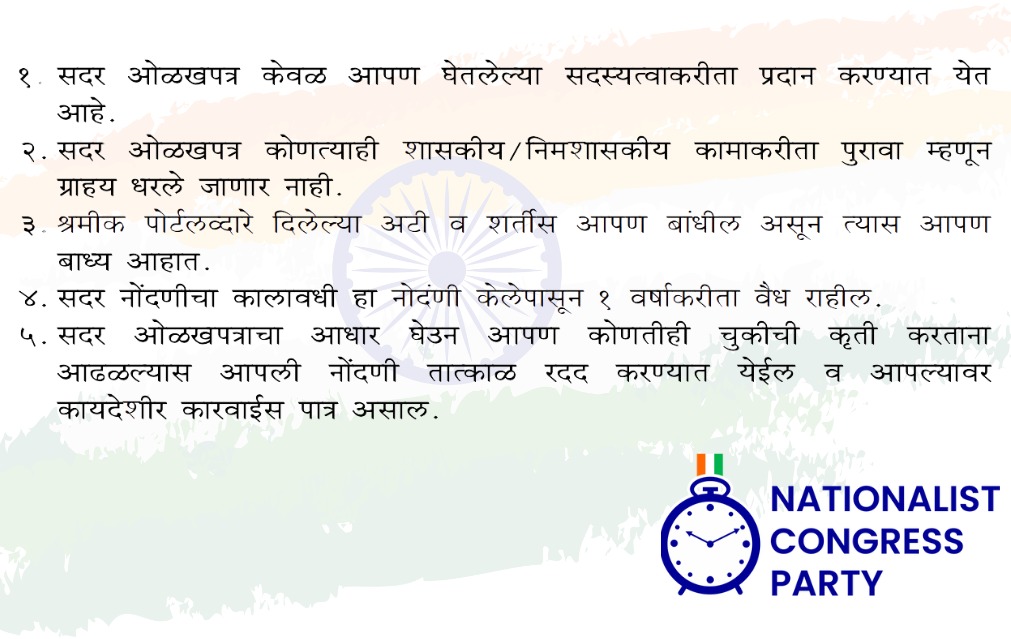 १. सदर ओळखपत्र केवळ आपण घेतलेल्या सदस्यत्वाकरीता प्रदान करण्यात येत
आहे.
२. सदर ओळखपत्र कोणत्याही शासकीय/निमशासकीय कामाकरीता पुरावा म्हणून
ग्राहय धरले जाणार नाही.
३. श्रमीक पोर्टलव्दारे दिलेल्या अटी व शर्तीस आपण बांधील असून त्यास आपण
बाध्य आहात.
४. सदर नोंदणीचा कालावधी हा नोदंणी केलेपासून १ वर्षाकरीता वैध राहील.
५. सदर ओळखपत्राचा आधार घेउन आपण कोणतीही चुकीची कृती करताना
आढळल्यास आपली नोंदणी तात्काळ रदद करण्यात येईल व आपल्यावर
कायदेशीर कारवाईस पात्र असाल.
NATIONALIST
CONGRESS
PARTY